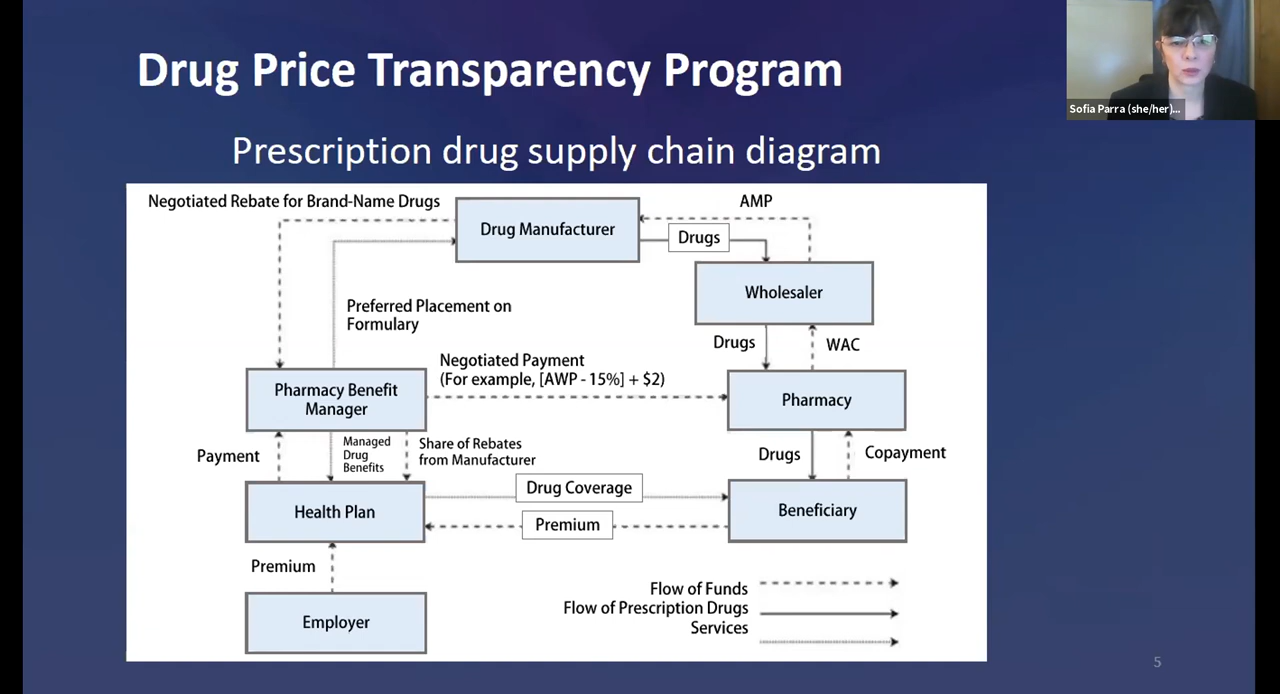 Drug Price Transparency Program
Sofia Parra (she/her)...
Prescription drug supply chain diagram
Negotiated Rebate for Brand-Name Drugs
AMP
Drug Manufacturer
Drugs
Wholesaler
Preferred Placement on
Formulary
Drugs
WAC
Negotiated Payment
(For example, [AWP - 15%] + $2)
Pharmacy Benefit
Manager
Pharmacy
Payment
Managed
Drug
Benefits
Share of Rebates
from Manufacturer
Drugs
Copayment
Drug Coverage
Health Plan
Beneficiary
Premium
Premium
Employer
Flow of Funds
Flow of Prescription Drugs
Services
5